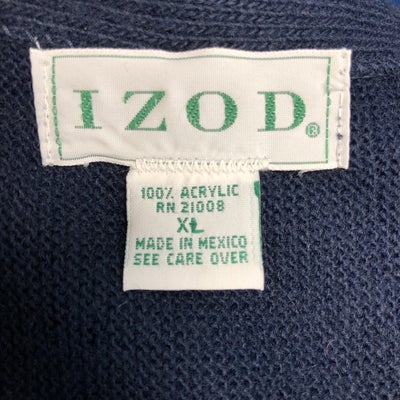 IZOD®
100% ACRYLIC
RN 21008
XL
MADE IN MEXICO
SEE CARE OVER